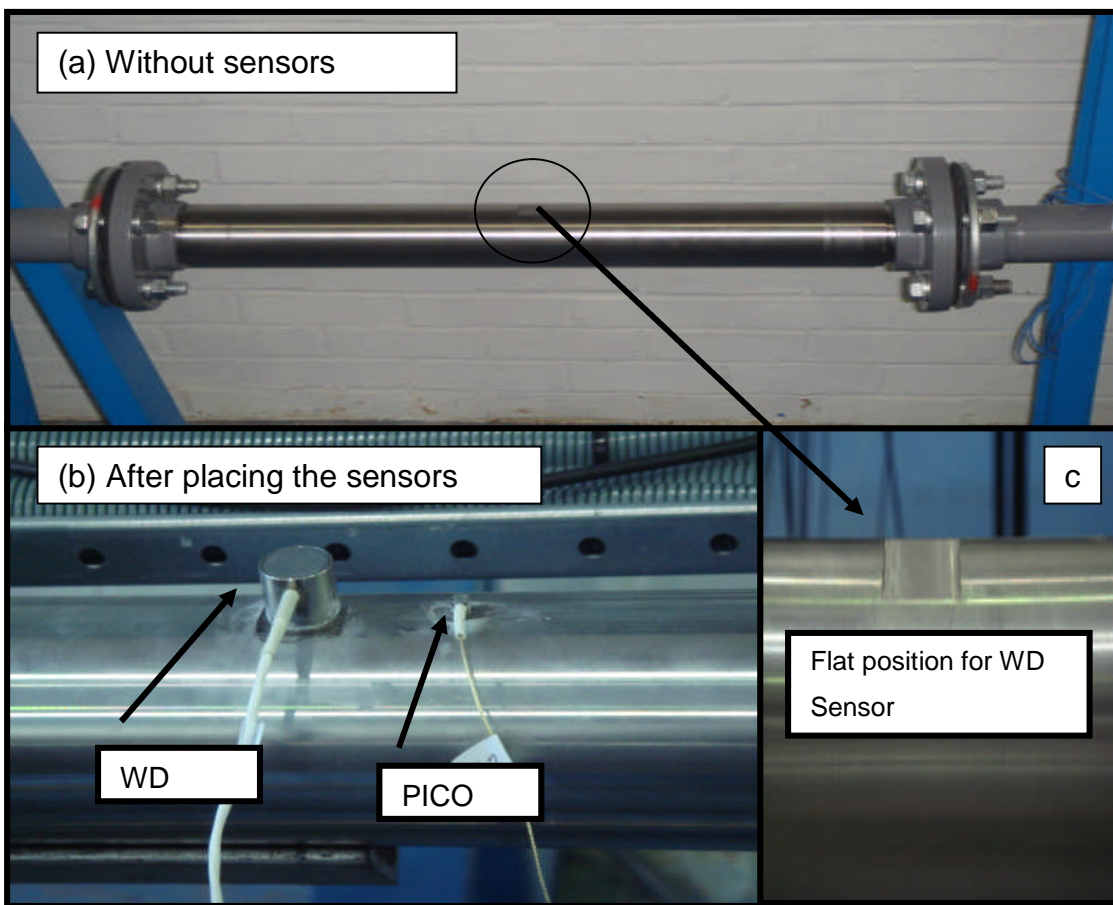 (a) Without sensors
(b) After placing the sensors
c
Flat position for WD
Sensor
WD
PICO